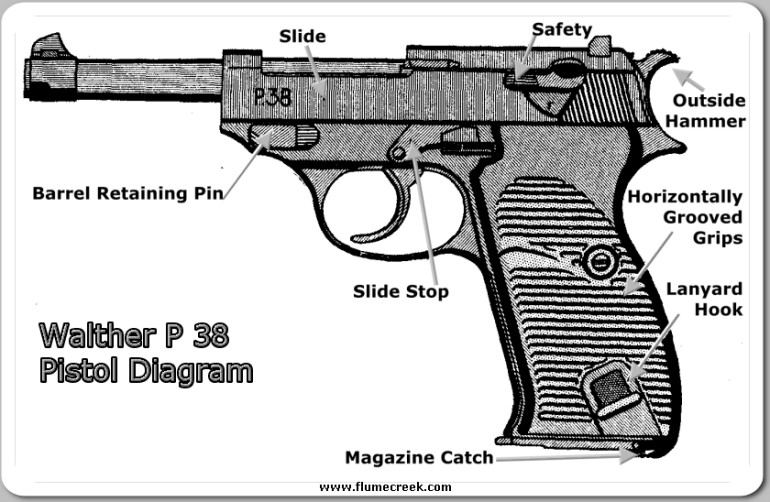 Slide
Safety
P.38
Outside
Hammer
Barrel Retaining Pin
Horizontally
Grooved
Grips
Slide Stop
Lanyard
Hook
Walther P 38
Pistol Diagram
Magazine Catch
www.flumecreek.com